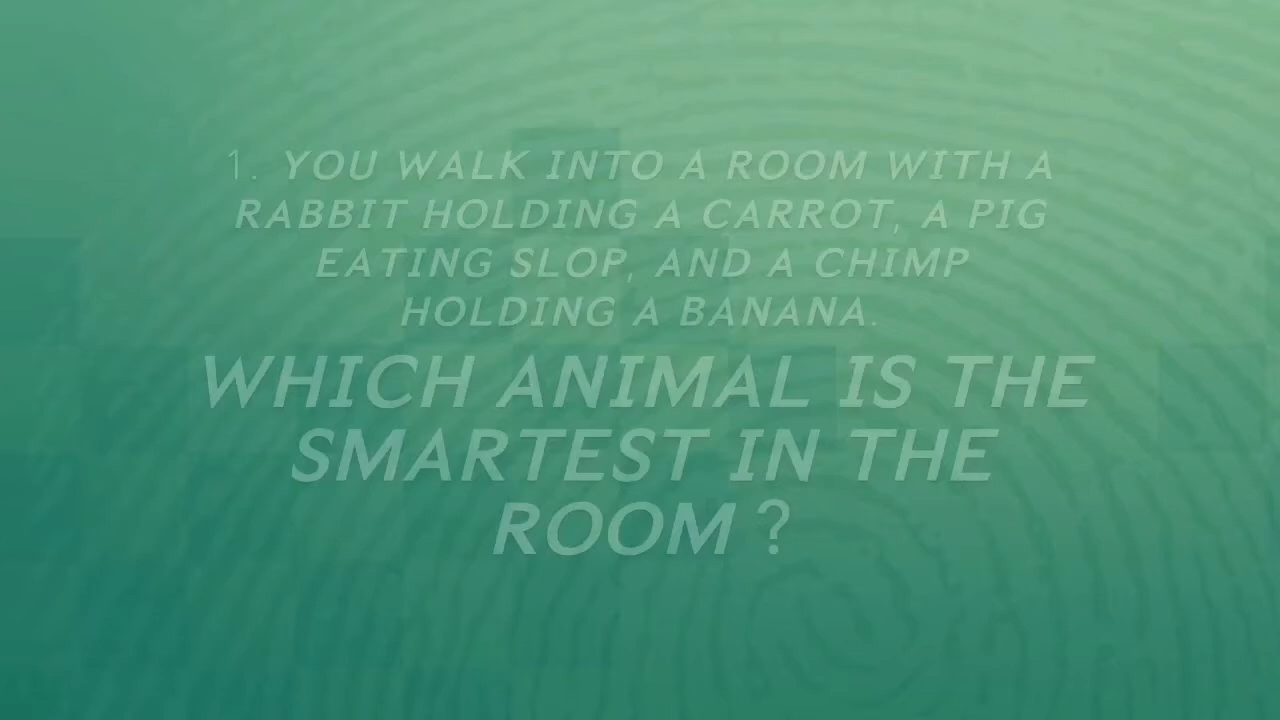 1. YOU WALK INTO A ROOM WITH A
RABBIT HOLDING A CARROT, A PIG
EATING SLOP, AND A CHIMP
HOLDING A BANANA.
WHICH ANIMAL IS THE
SMARTEST IN THE
ROOM ?